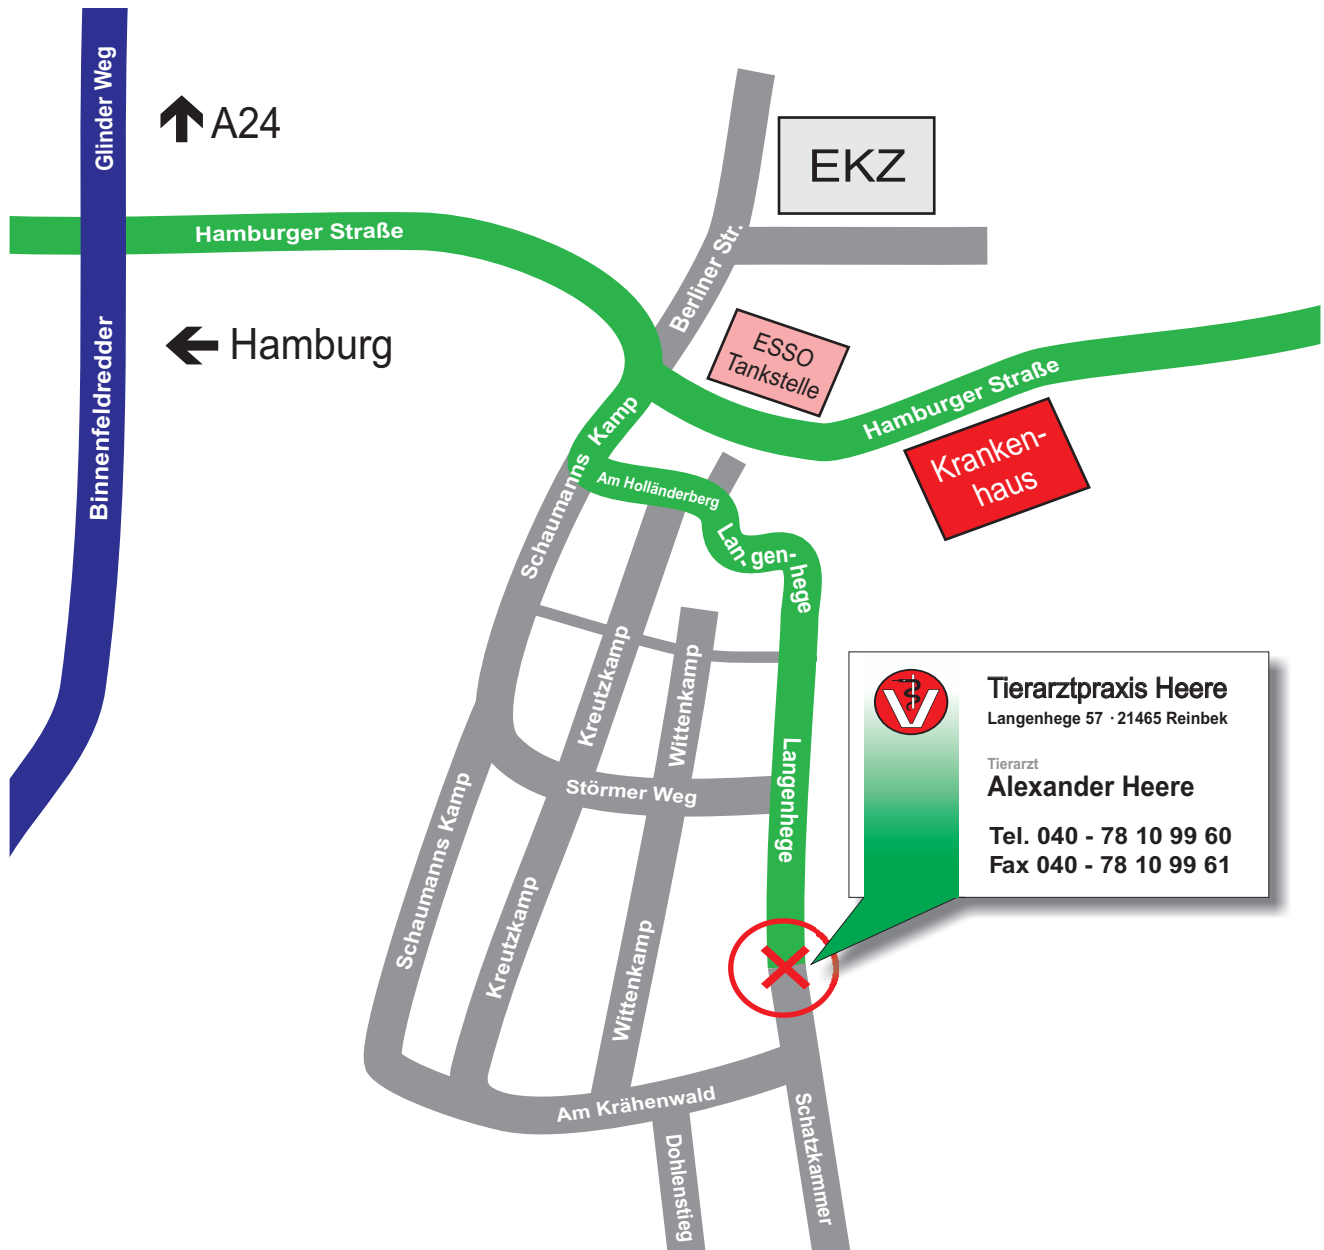 Glinder Weg
A24
EKZ
Hamburger Straße
Berliner Str.
Hamburg
Binnenfeldredder
ESSO
Tankstelle
Hamburger Straße
Kranken-
haus
Schaumanns Kamp
Am Holländerberg
Lan-
gen-
hege
Kreutzkamp
Wittenkamp
Langenhege
Störmer Weg
V
Tierarztpraxis Heere
Langenhege 57 · 21465 Reinbek
Tierarzt
Alexander Heere
Tel. 040 - 78 10 99 60
Fax 040 - 78 10 99 61
Schaumanns Kamp
Kreutzkamp
Wittenkamp
Am Krähenwald
Schatzkammer
Dohlenstieg